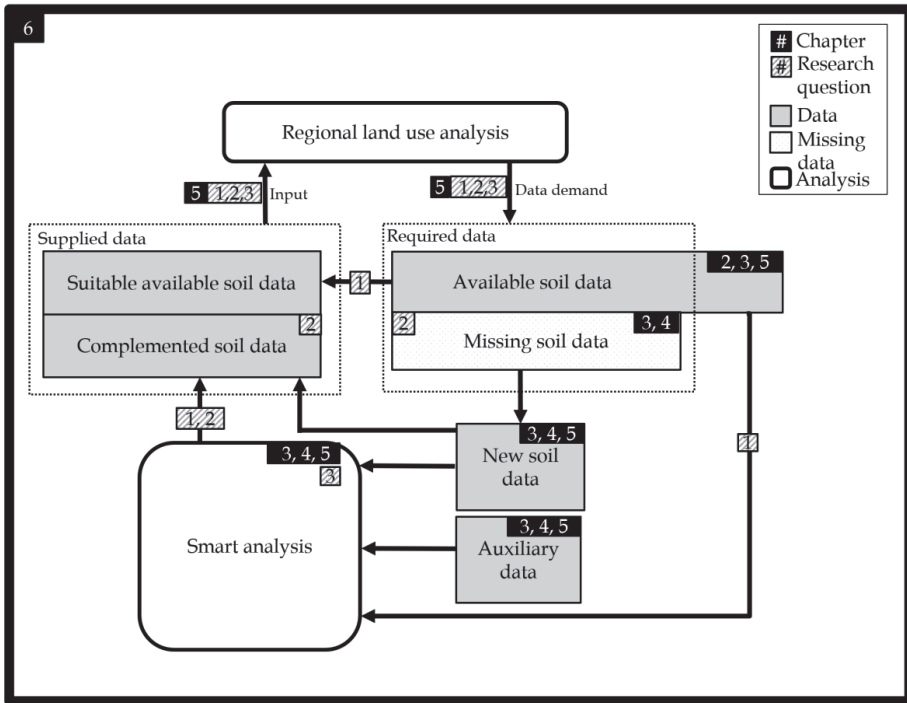 6
# Chapter
# Research
question
Data
Missing
data
Analysis
Regional land use analysis
5 1,2,3 Input
5 1,2,3 Data demand
Supplied data
Required data
2, 3, 5
Suitable available soil data
1
Available soil data
2
2
3, 4
Complemented soil data
Missing soil data
1, 2
3, 4, 5
3
3, 4, 5
New soil
data
1
Smart analysis
3, 4, 5
Auxiliary
data